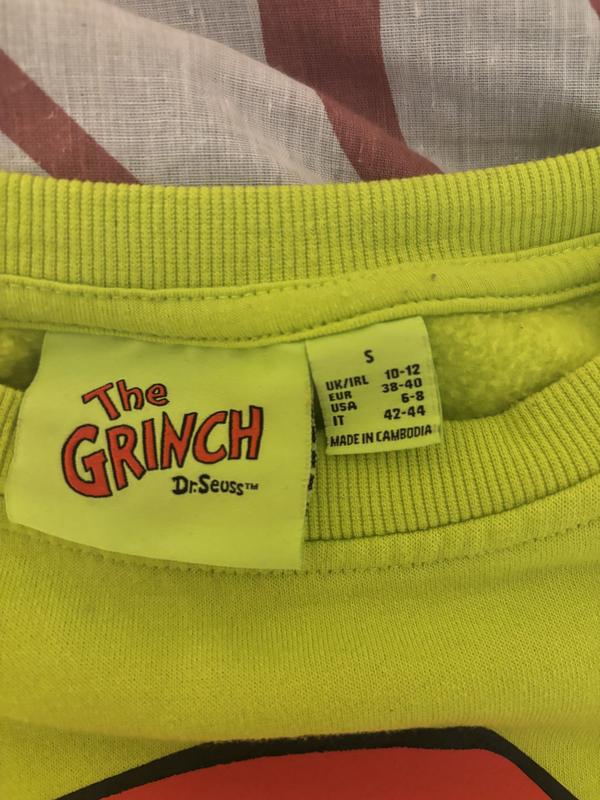 The
GRINCH
Dr. Seuss™
S
UK/IRL 10-12
EUR 38-40
USA 6-8
IT 42-44
MADE IN CAMBODIA